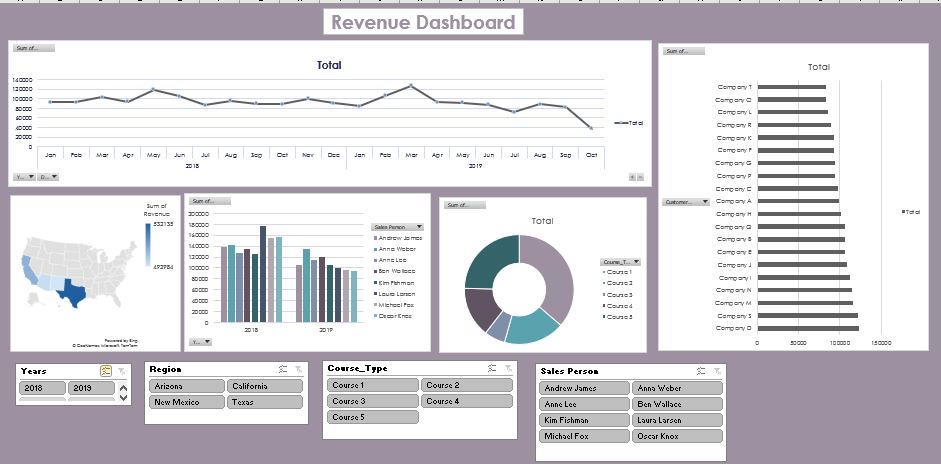 Revenue Dashboard
Sum of...
Total
140000
120000
100000
80000
60000
40000
20000
0
Jan Feb Mar Apr May Jun Jul Aug Sep Oct Nov Dec Jan Feb Mar Apr May Jun Jul Aug Sep Oct
2018 2019
Total
Y... D...
Sum of...
Total
Company T
Company L
Company R
Company K
Company F
Company G
Company P
Company C
Company A
Company H
Company B
Company E
Company J
Company I
Company N
Company M
Company S
0 50000 100000 150000
Customer...
Total
Sum of
Revenue
532135
492984
Powered by Bing
© GeoNames, Microsoft, TomTom
Sum of...
200000
180000
160000
140000
120000
100000
80000
60000
40000
20000
0
2018 2019
Sales Person
Andrew James
Anna Weber
Anne Lee
Ben Wallace
Kim Fishman
Laura Larsen
Michael Fox
Oscar Knox
Y...
Sum of...
Total
Course_T...
Course 1
Course 2
Course 3
Course 4
Course 5
Years
2018 2019
Region
Arizona California
New Mexico Texas
Course_Type
Course 1 Course 2
Course 3 Course 4
Course 5
Sales Person
Andrew James Anna Weber
Anne Lee Ben Wallace
Kim Fishman Laura Larsen
Michael Fox Oscar Knox